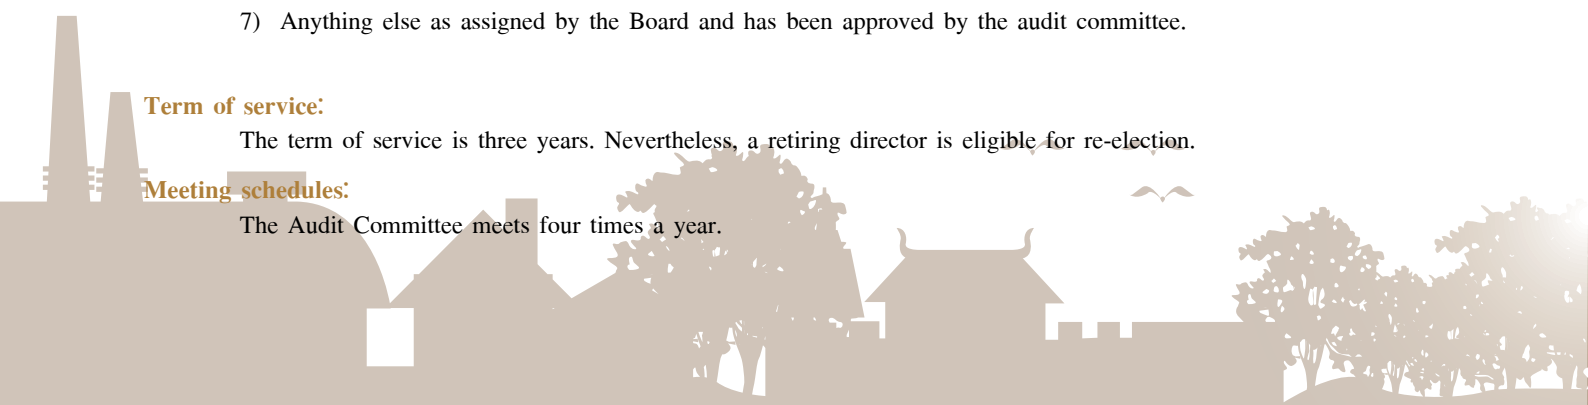 7) Anything else as assigned by the Board and has been approved by the audit committee.
Term of service:
The term of service is three years. Nevertheless, a retiring director is eligible for re-election.
Meeting schedules:
The Audit Committee meets four times a year.